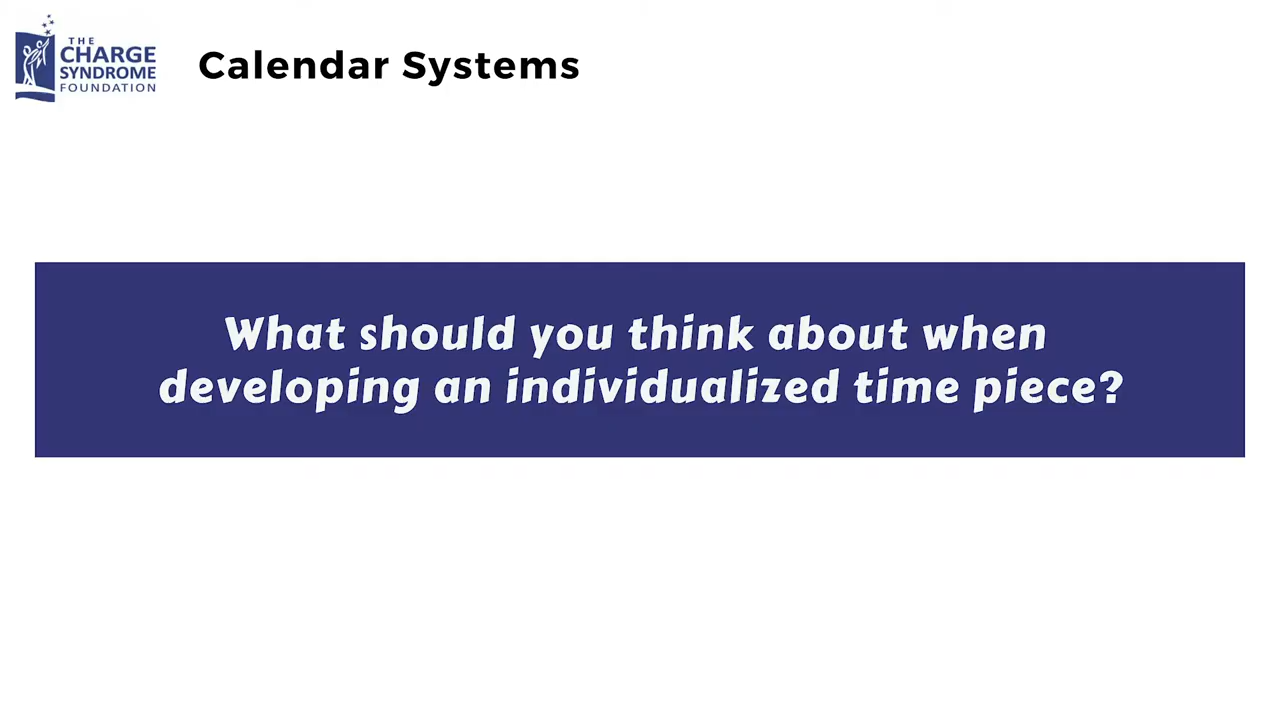 THE
CHARGE
SYNDROME
FOUNDATION
Calendar Systems
What should you think about when
developing an individualized time piece?